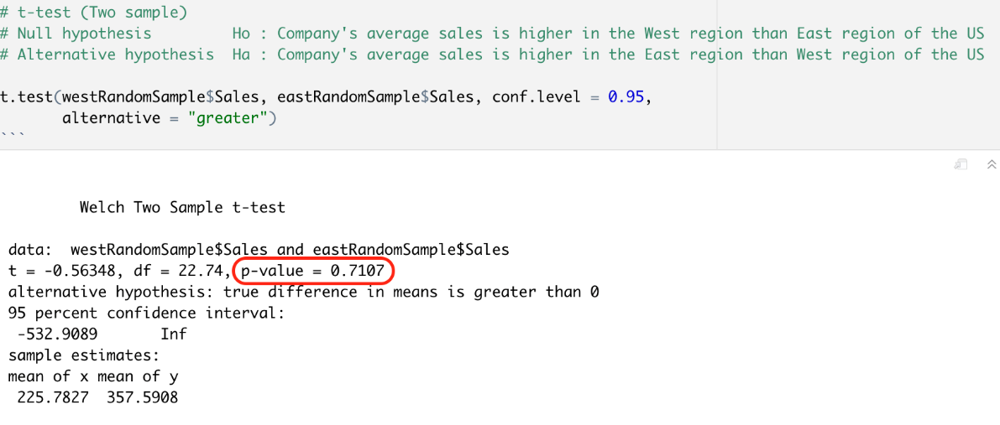 # t-test (Two sample)
# Null hypothesis         Ho : Company's average sales is higher in the West region than East region of the US
# Alternative hypothesis  Ha : Company's average sales is higher in the East region than West region of the US
t.test(westRandomSample$Sales, eastRandomSample$Sales, conf.level = 0.95,
       alternative = "greater")
```
        Welch Two Sample t-test
data:  westRandomSample$Sales and eastRandomSample$Sales
t = -0.56348, df = 22.74, p-value = 0.7107
alternative hypothesis: true difference in means is greater than 0
95 percent confidence interval:
 -532.9089       Inf
sample estimates:
mean of x mean of y
 225.7827  357.5908